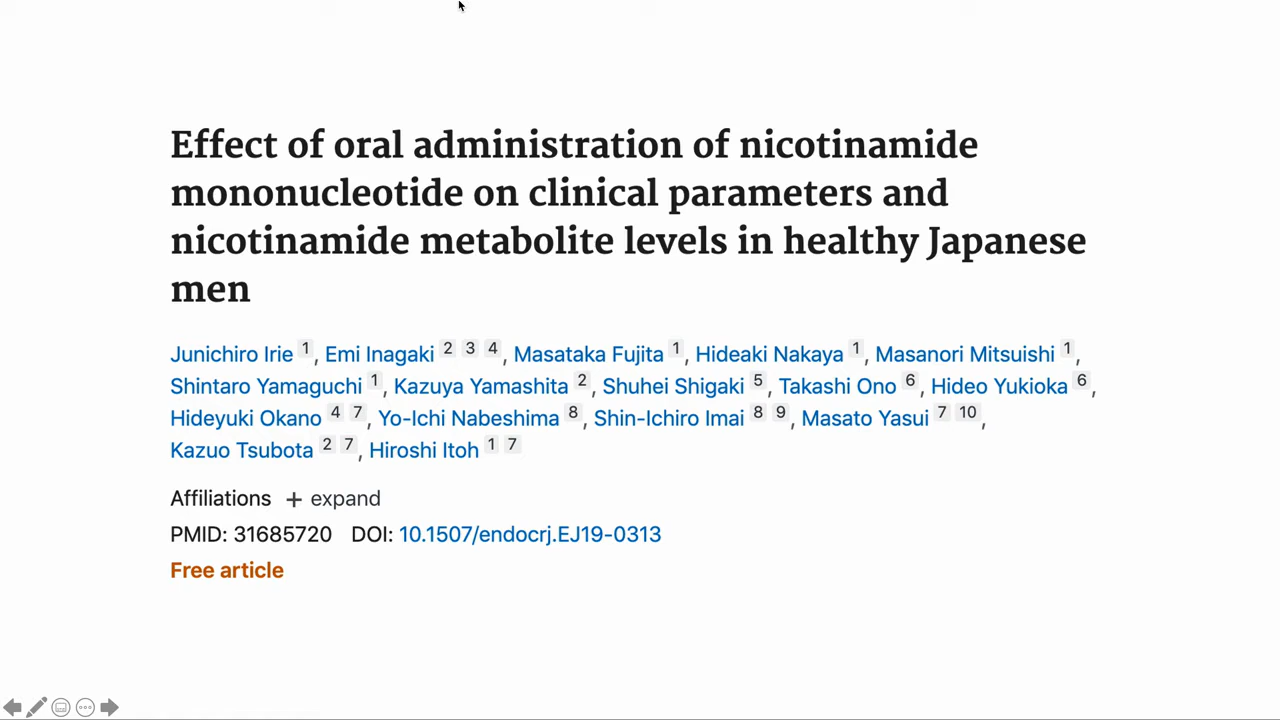 Effect of oral administration of nicotinamide
mononucleotide on clinical parameters and
nicotinamide metabolite levels in healthy Japanese
men
Junichiro Irie 1, Emi Inagaki 2 3 4, Masataka Fujita 1, Hideaki Nakaya 1, Masanori Mitsuishi 1,
Shintaro Yamaguchi 1, Kazuya Yamashita 2, Shuhei Shigaki 5, Takashi Ono 6, Hideo Yukioka 6,
Hideyuki Okano 4 7, Yo-Ichi Nabeshima 8, Shin-Ichiro Imai 8 9, Masato Yasui 7 10,
Kazuo Tsubota 2 7, Hiroshi Itoh 1 7
Affiliations + expand
PMID: 31685720 DOI: 10.1507/endocrj.EJ19-0313
Free article